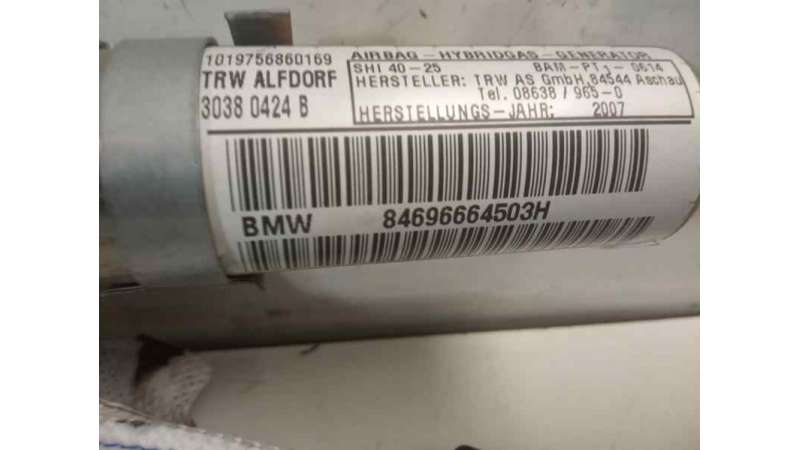 1019756860169
TRW ALFDORF
3038 0424 B
AIRBAG-HYBRIDGAS-GENERATOR
SHI 40-25 BAM-PT1-0614
HERSTELLER: TRW AS GmbH, 84544 Aschau
Tel. 08638/965-0
HERSTELLUNGS-JAHR: 2007
BMW 84696664503H